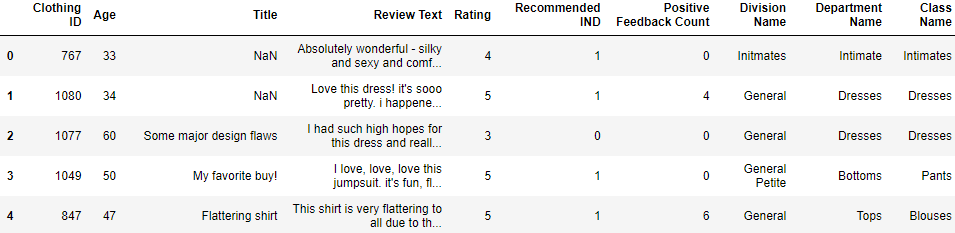 Clothing ID Age Title Review Text Rating Recommended IND Positive Feedback Count Division Name Department Name Class Name
0 767 33 NaN Absolutely wonderful - silky and sexy and comf... 4 1 0 Initmates Intimate Intimates
1 1080 34 NaN Love this dress! it's sooo pretty. i happene... 5 1 4 General Dresses Dresses
2 1077 60 Some major design flaws I had such high hopes for this dress and reall... 3 0 0 General Dresses Dresses
3 1049 50 My favorite buy! I love, love, love this jumpsuit. it's fun, fl... 5 1 0 General Petite Bottoms Pants
4 847 47 Flattering shirt This shirt is very flattering to all due to th... 5 1 6 General Tops Blouses